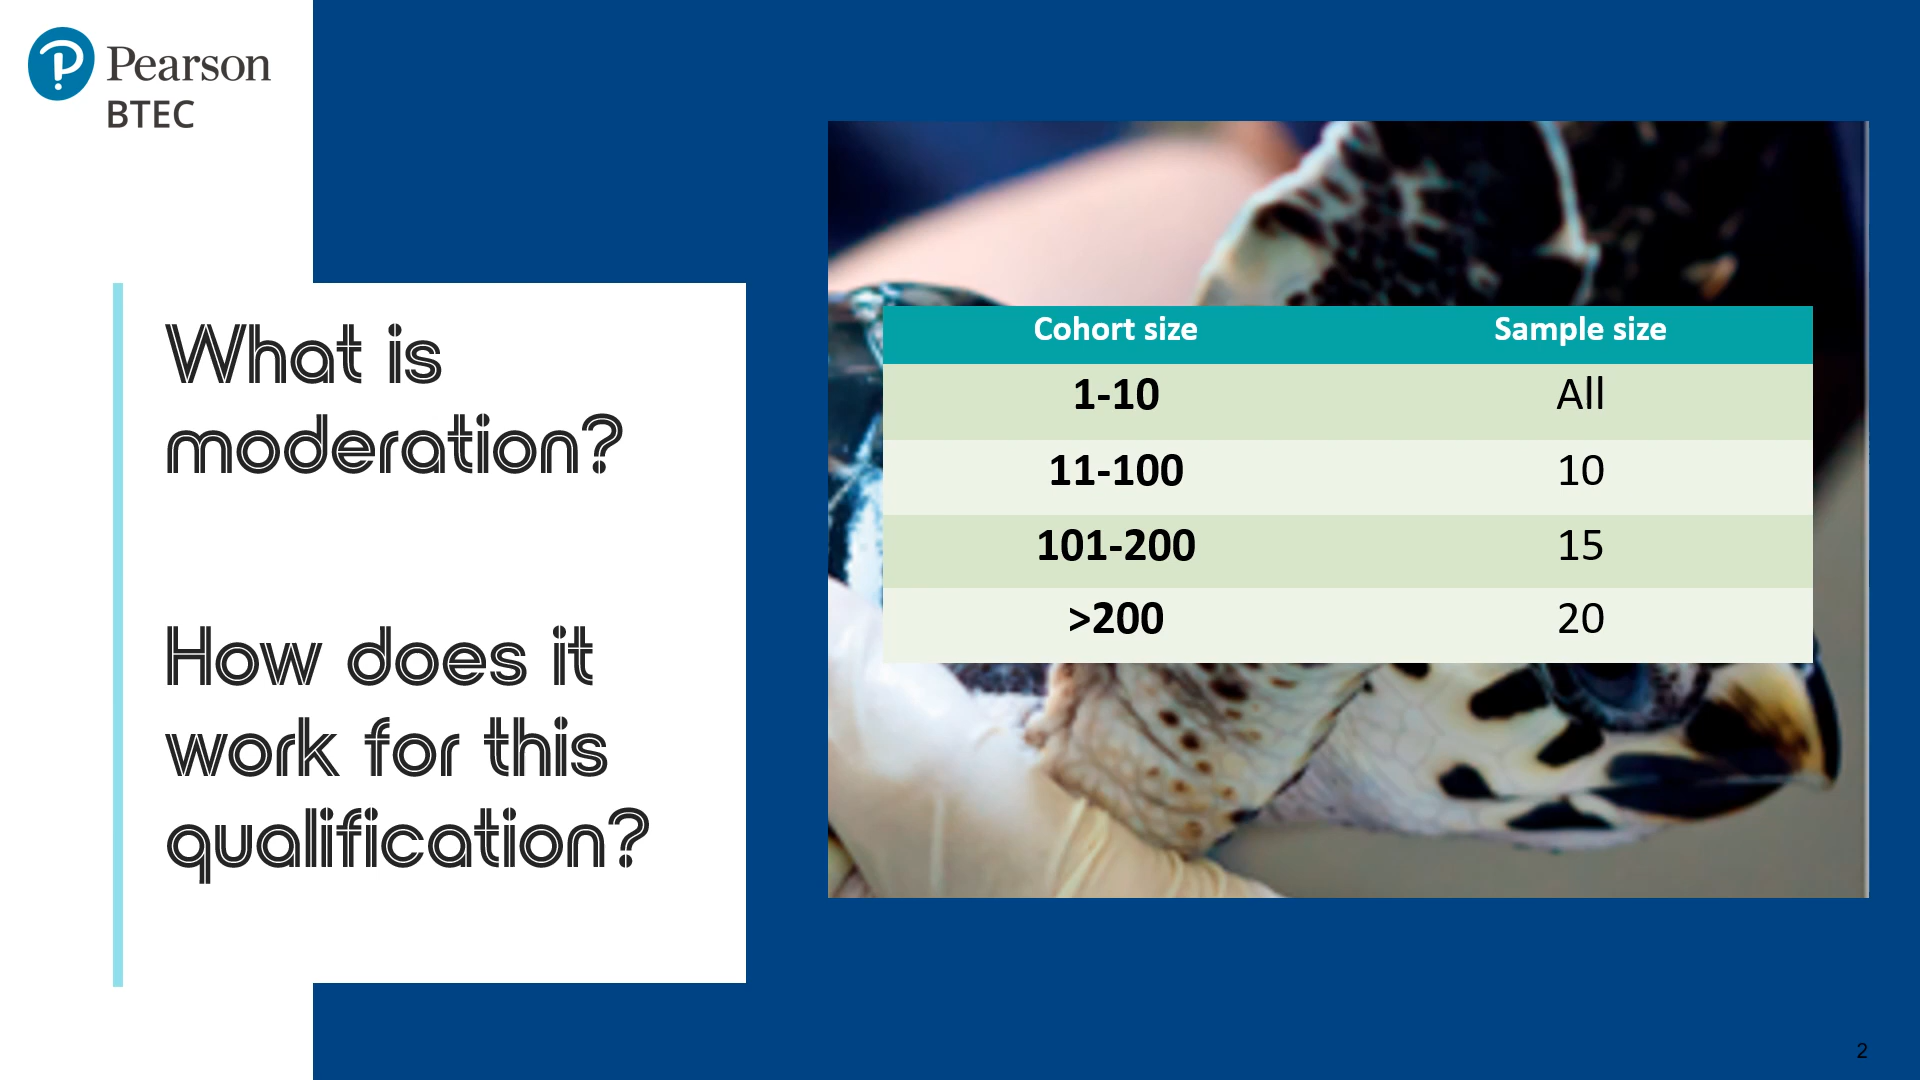 Pearson
BTEC
What is
moderation?
How does it
work for this
qualification?
Cohort size Sample size
1-10 All
11-100 10
101-200 15
>200 20
2